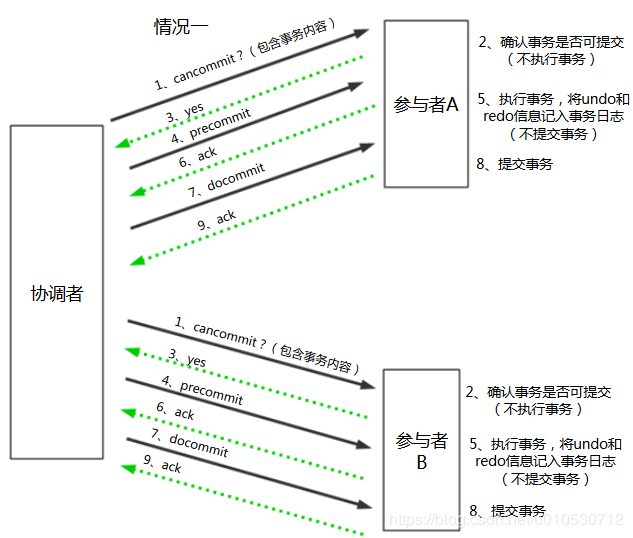 情况一
1、cancommit？（包含事务内容）
3、yes
4、precommit
6、ack
7、docommit
9、ack
参与者A
2、确认事务是否可提交
（不执行事务）
5、执行事务，将undo和
redo信息记入事务日志
（不提交事务）
8、提交事务
协调者
1、cancommit？（包含事务内容）
3、yes
4、precommit
6、ack
7、docommit
9、ack
参与者
B
2、确认事务是否可提交
（不执行事务）
5、执行事务，将undo和
redo信息记入事务日志
（不提交事务）
8、提交事务
https://blog.csdn.net/u010530712